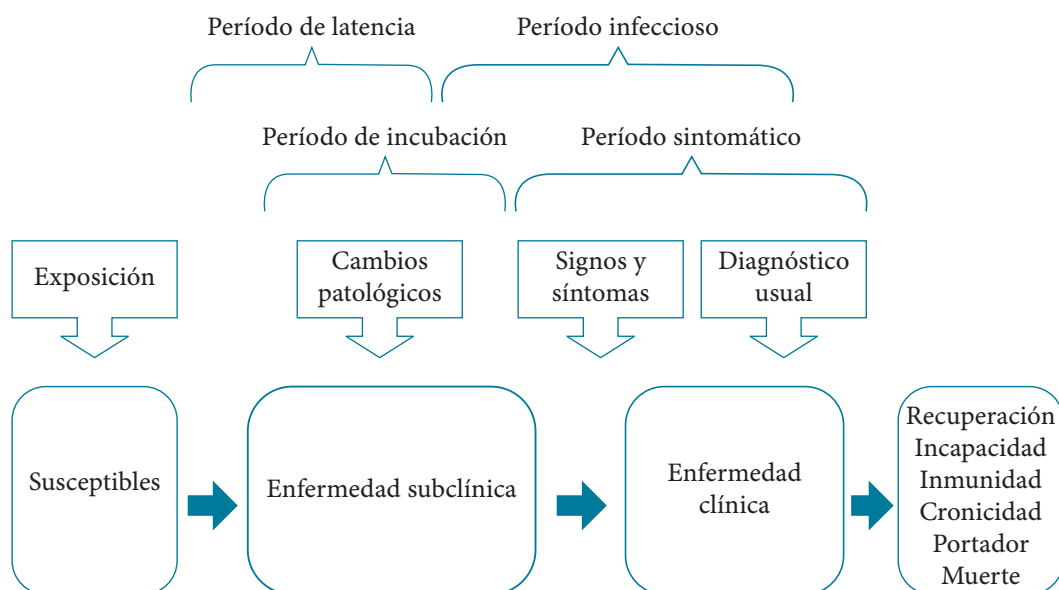 Período de latencia
Período infeccioso
Período de incubación
Período sintomático
Exposición
Cambios
patológicos
Signos y
síntomas
Diagnóstico
usual
Susceptibles
Enfermedad subclínica
Enfermedad
clínica
Recuperación
Incapacidad
Inmunidad
Cronicidad
Portador
Muerte